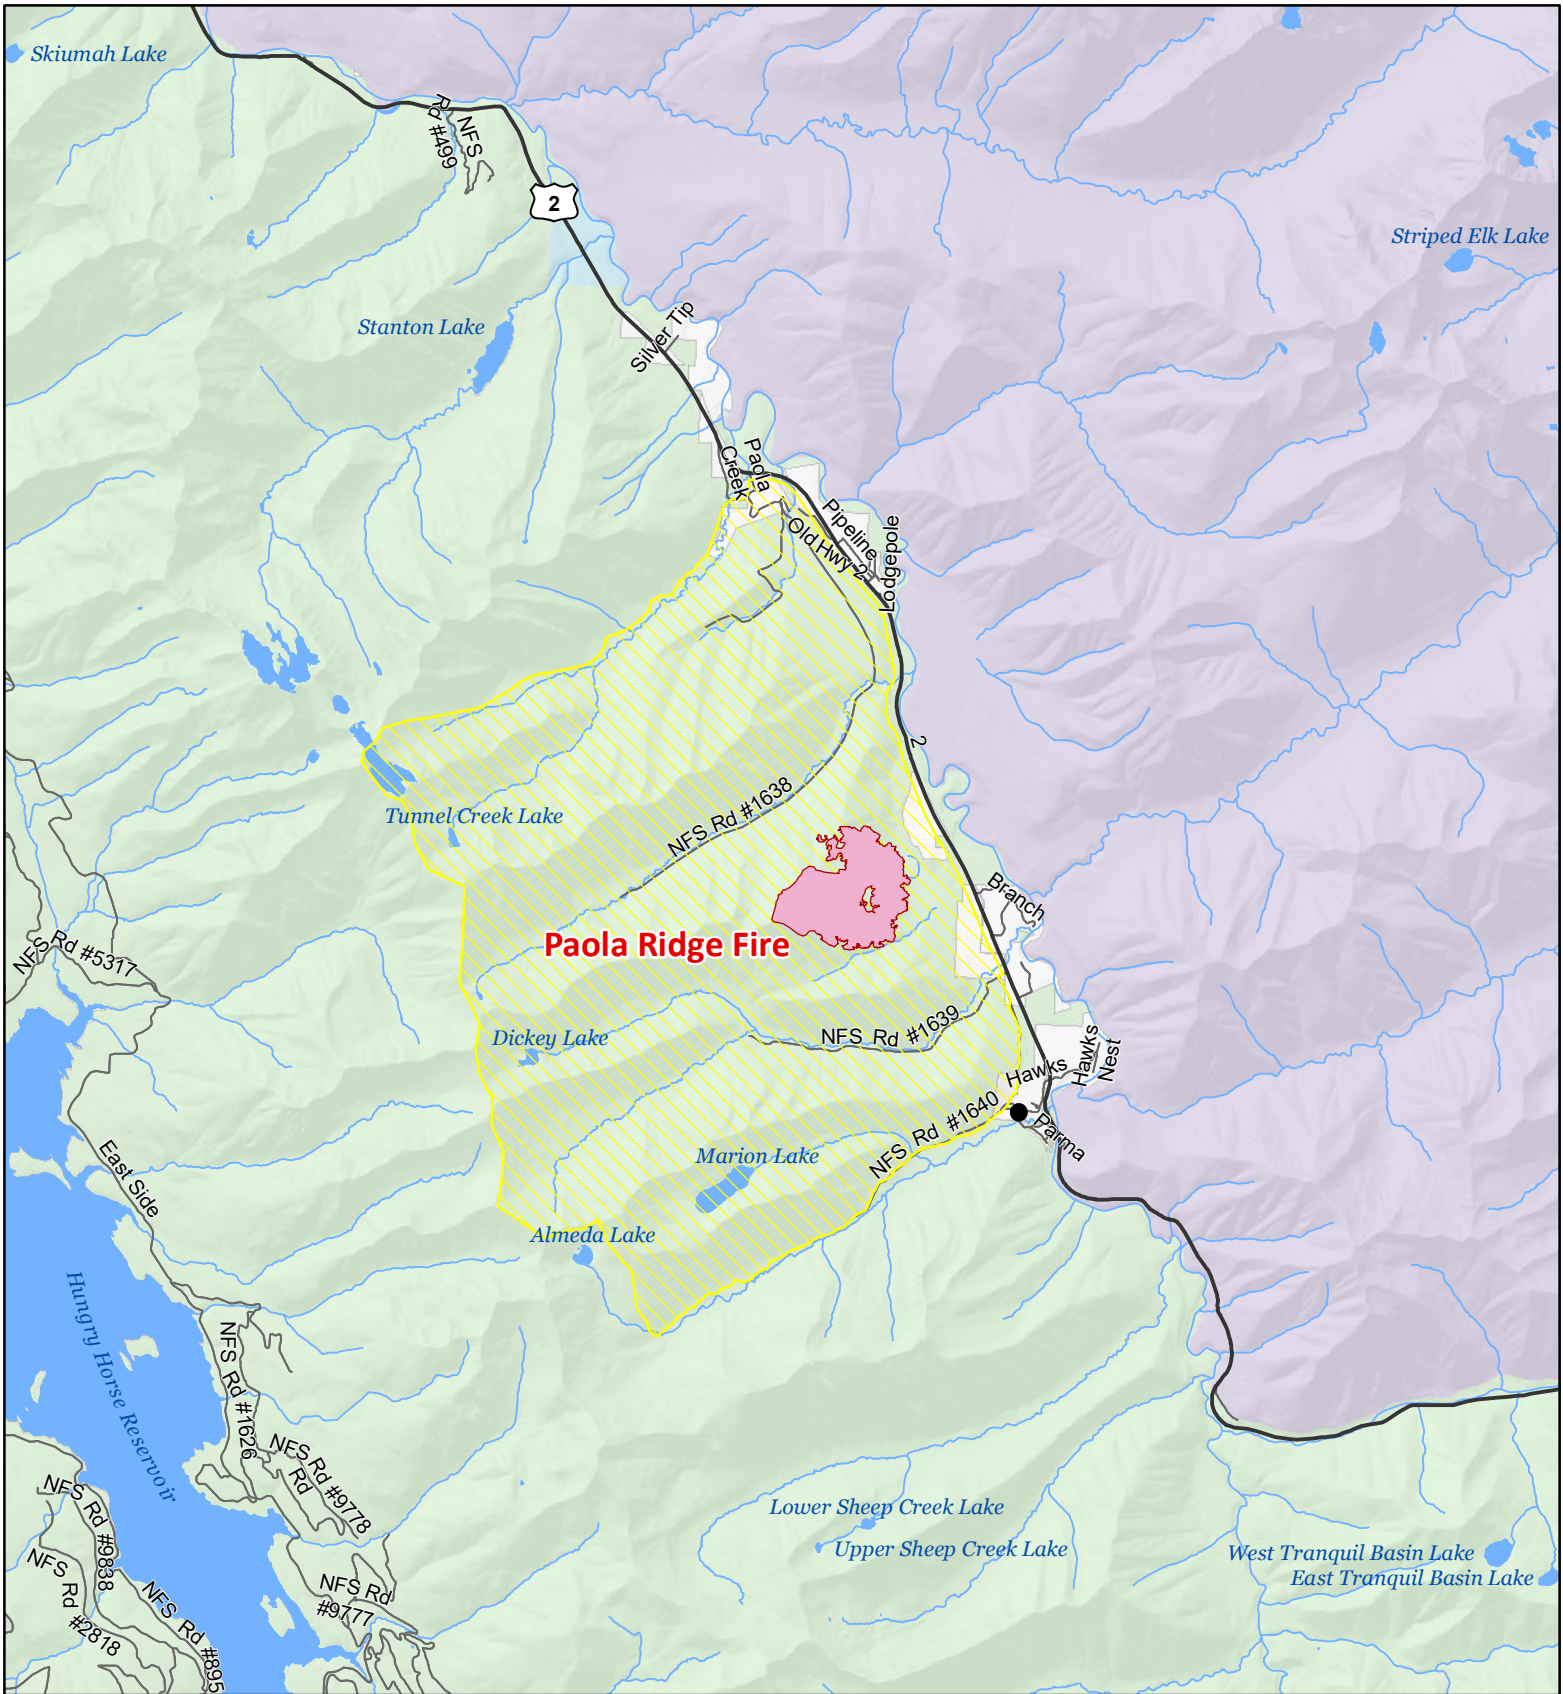 Skiumah Lake
NFS
Rd #499
2
Striped Elk Lake
Stanton Lake
Silver Tip
Paola
Creek
Pipeline
Old Hwy 2
Lodgepole
2
NFS Rd #1638
Tunnel Creek Lake
Branch
Paola Ridge Fire
NFS Rd #5317
NFS Rd #1639
Dickey Lake
Hawks
Hawks
Nest
NFS Rd #1640
Parma
Marion Lake
East Side
Almeda Lake
Hungry Horse Reservoir
NFS Rd #1626
NFS Rd #9778
Rd
NFS Rd #9838
Lower Sheep Creek Lake
Upper Sheep Creek Lake
West Tranquil Basin Lake
East Tranquil Basin Lake
NFS Rd
#2818
NFS Rd
#9777
NFS Rd #895